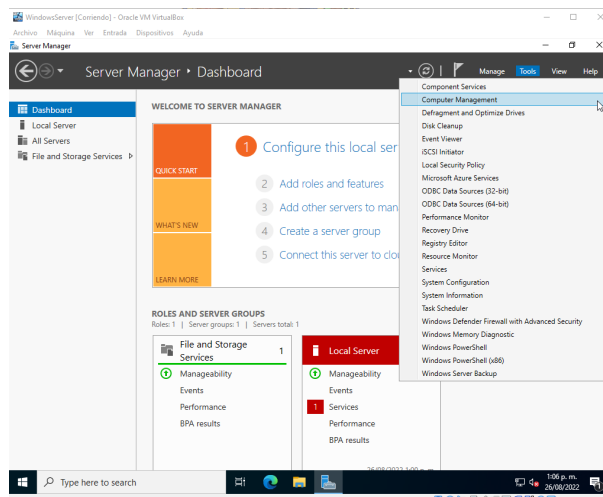 WindowsServer [Corriendo] - Oracle VM VirtualBox
Archivo Máquina Ver Entrada Dispositivos Ayuda
Server Manager
Server Manager • Dashboard
Manage Tools View Help
Dashboard
Local Server
All Servers
File and Storage Services
WELCOME TO SERVER MANAGER
QUICK START
WHAT'S NEW
LEARN MORE
1 Configure this local ser
2 Add roles and features
3 Add other servers to man
4 Create a server group
5 Connect this server to clo
Component Services
Computer Management
Defragment and Optimize Drives
Disk Cleanup
Event Viewer
iSCSI Initiator
Local Security Policy
Microsoft Azure Services
ODBC Data Sources (32-bit)
ODBC Data Sources (64-bit)
Performance Monitor
Recovery Drive
Registry Editor
Resource Monitor
Services
System Configuration
System Information
Task Scheduler
Windows Defender Firewall with Advanced Security
Windows Memory Diagnostic
Windows PowerShell
Windows PowerShell (x86)
Windows Server Backup
ROLES AND SERVER GROUPS
Roles: 1 | Server groups: 1 | Servers total: 1
File and Storage Services 1
Manageability
Events
Performance
BPA results
Local Server
Manageability
Events
1 Services
Performance
BPA results
26/08/2022 1:00 p. m.
Type here to search
1:06 p. m.
26/08/2022